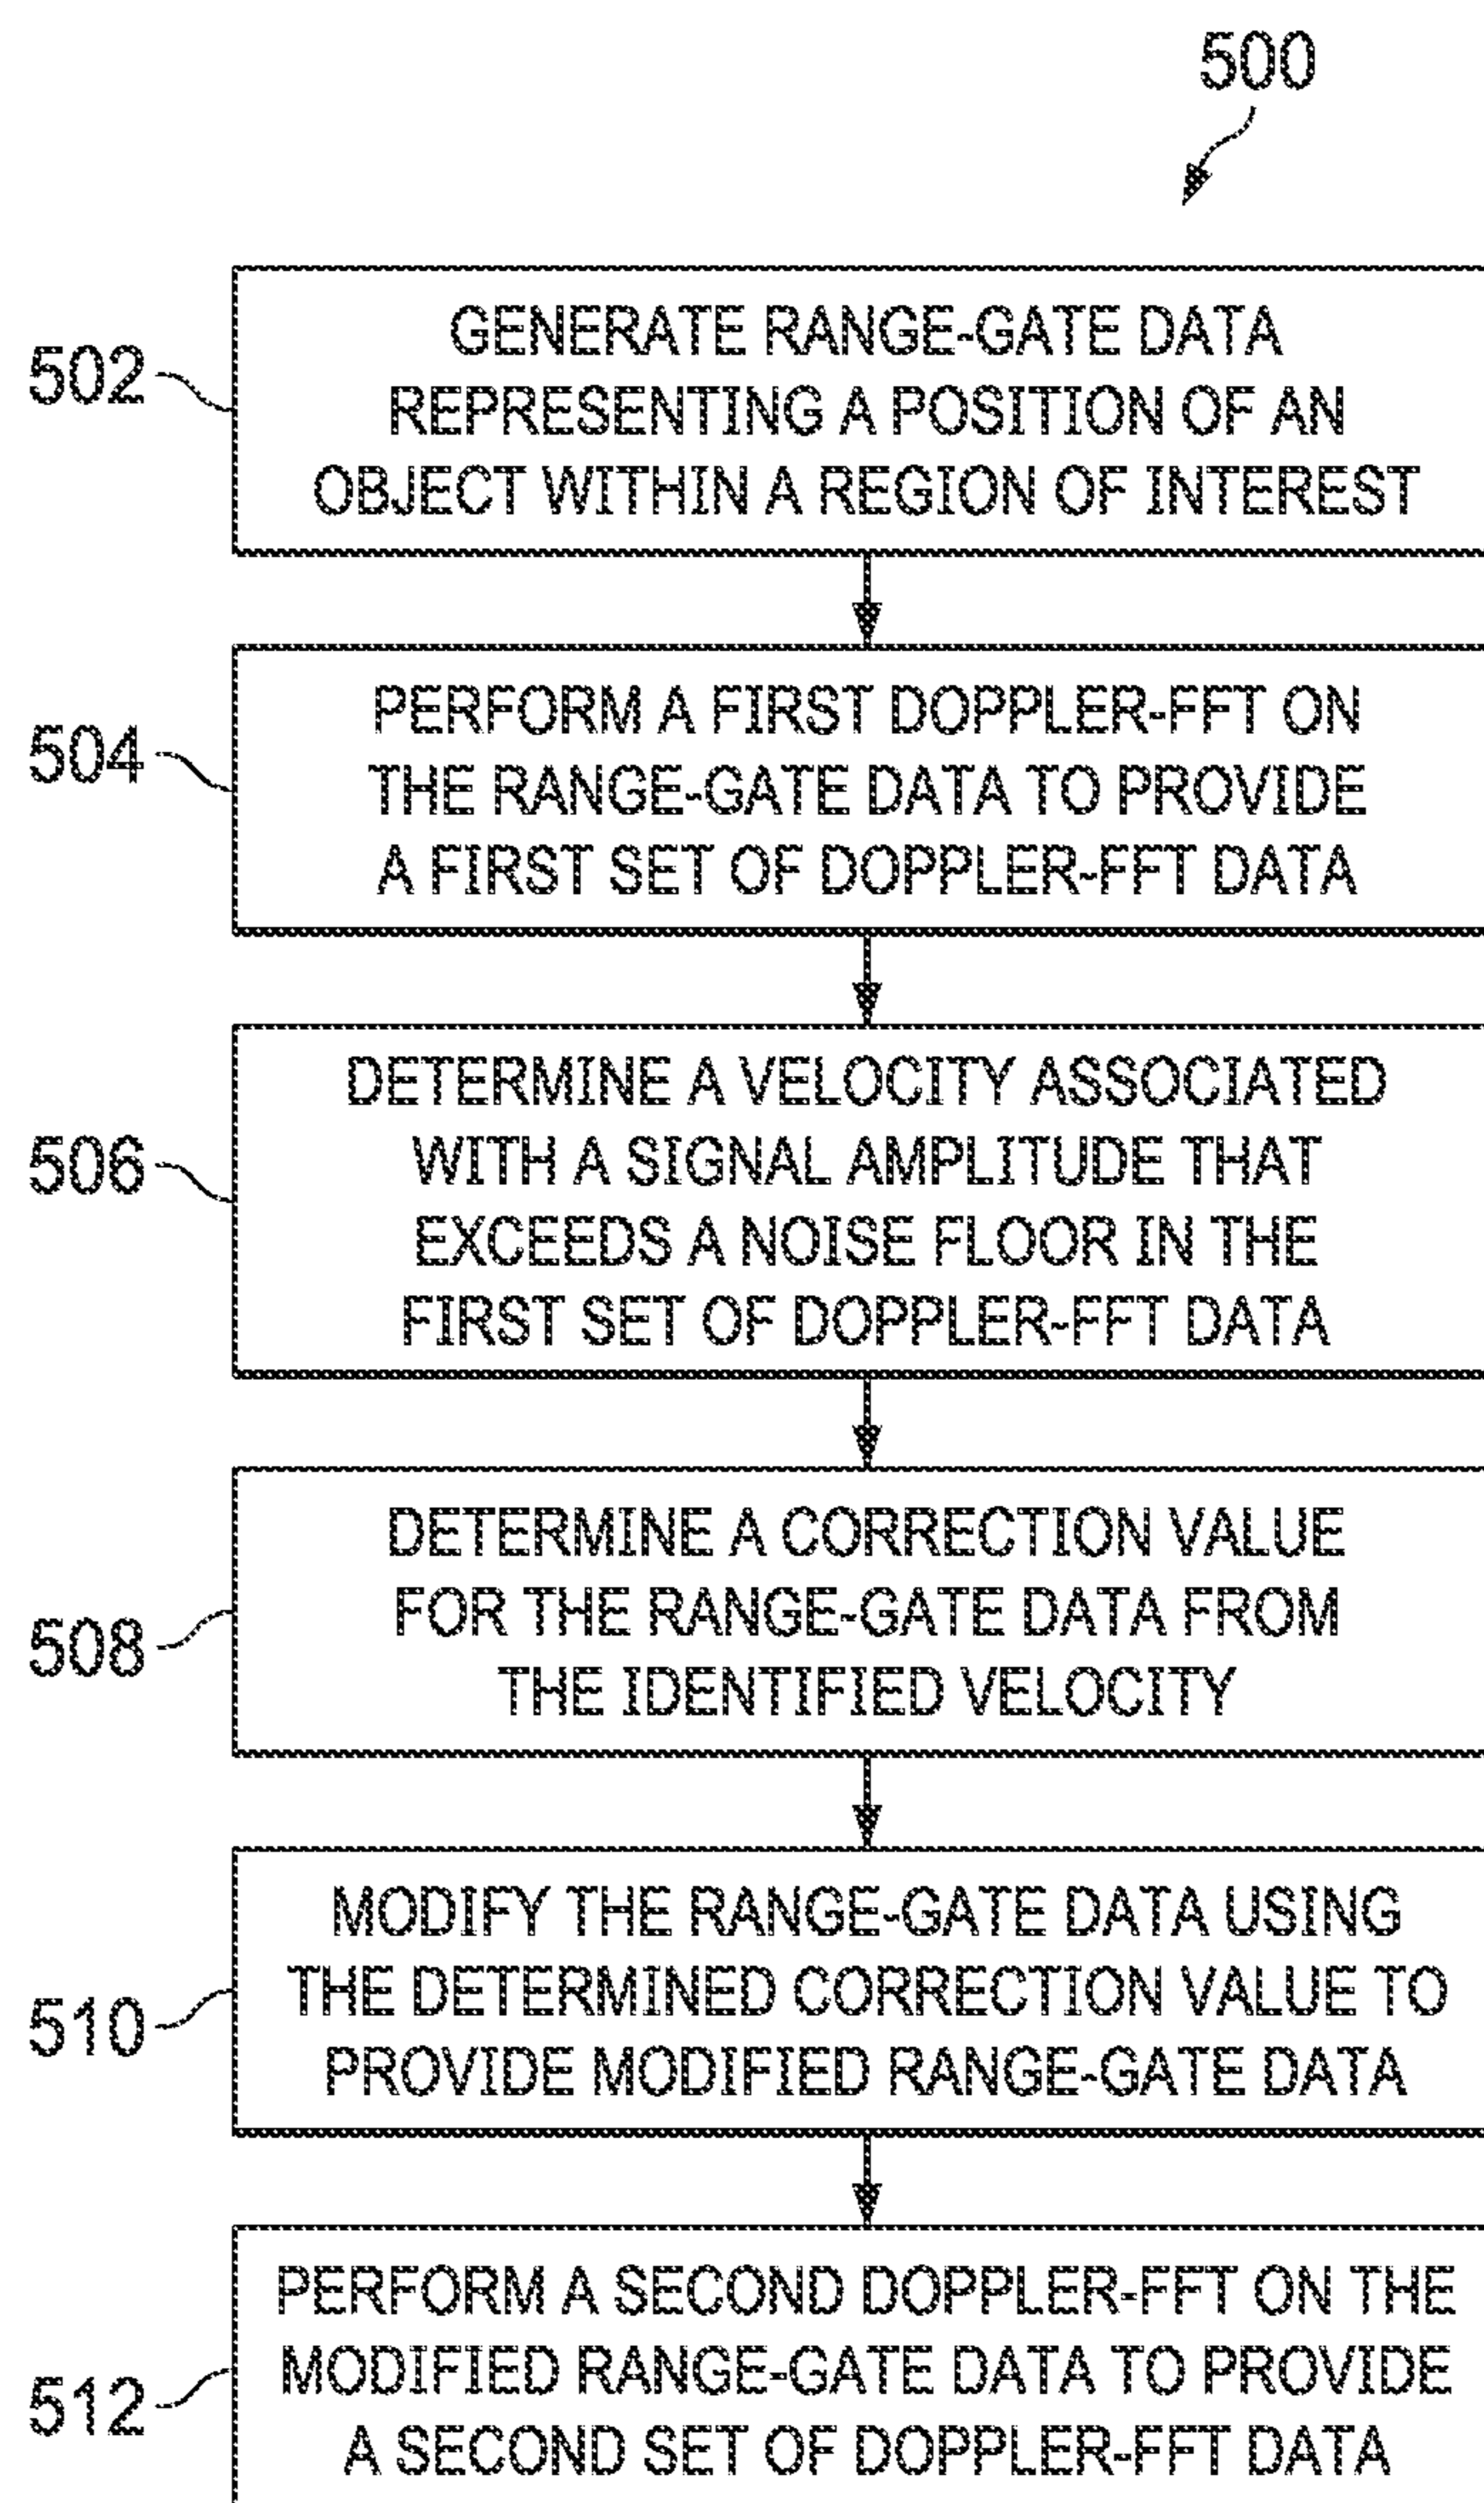 500
502
GENERATE RANGE-GATE DATA
REPRESENTING A POSITION OF AN
OBJECT WITHIN A REGION OF INTEREST
504
PERFORM A FIRST DOPPLER-FFT ON
THE RANGE-GATE DATA TO PROVIDE
A FIRST SET OF DOPPLER-FFT DATA
506
DETERMINE A VELOCITY ASSOCIATED
WITH A SIGNAL AMPLITUDE THAT
EXCEEDS A NOISE FLOOR IN THE
FIRST SET OF DOPPLER-FFT DATA
508
DETERMINE A CORRECTION VALUE
FOR THE RANGE-GATE DATA FROM
THE IDENTIFIED VELOCITY
510
MODIFY THE RANGE-GATE DATA USING
THE DETERMINED CORRECTION VALUE TO
PROVIDE MODIFIED RANGE-GATE DATA
512
PERFORM A SECOND DOPPLER-FFT ON THE
MODIFIED RANGE-GATE DATA TO PROVIDE
A SECOND SET OF DOPPLER-FFT DATA